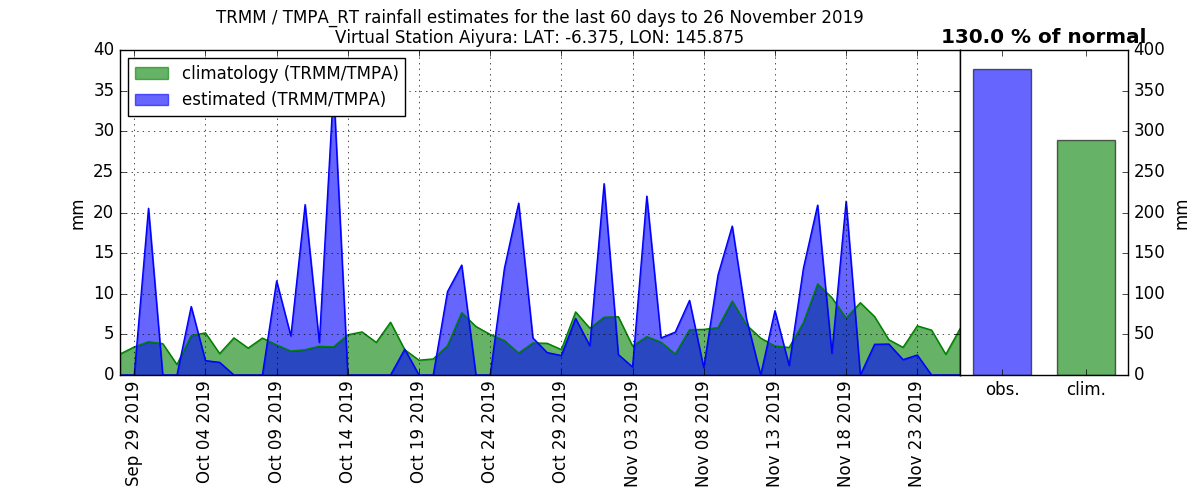 TRMM / TMPA_RT rainfall estimates for the last 60 days to 26 November 2019
Virtual Station Aiyura: LAT: -6.375, LON: 145.875
130.0 % of normal
climatology (TRMM/TMPA)
estimated (TRMM/TMPA)
40
35
30
25
20
15
10
5
0
mm
400
350
300
250
200
150
100
50
0
mm
Sep 29 2019
Oct 04 2019
Oct 09 2019
Oct 14 2019
Oct 19 2019
Oct 24 2019
Oct 29 2019
Nov 03 2019
Nov 08 2019
Nov 13 2019
Nov 18 2019
Nov 23 2019
obs.
clim.